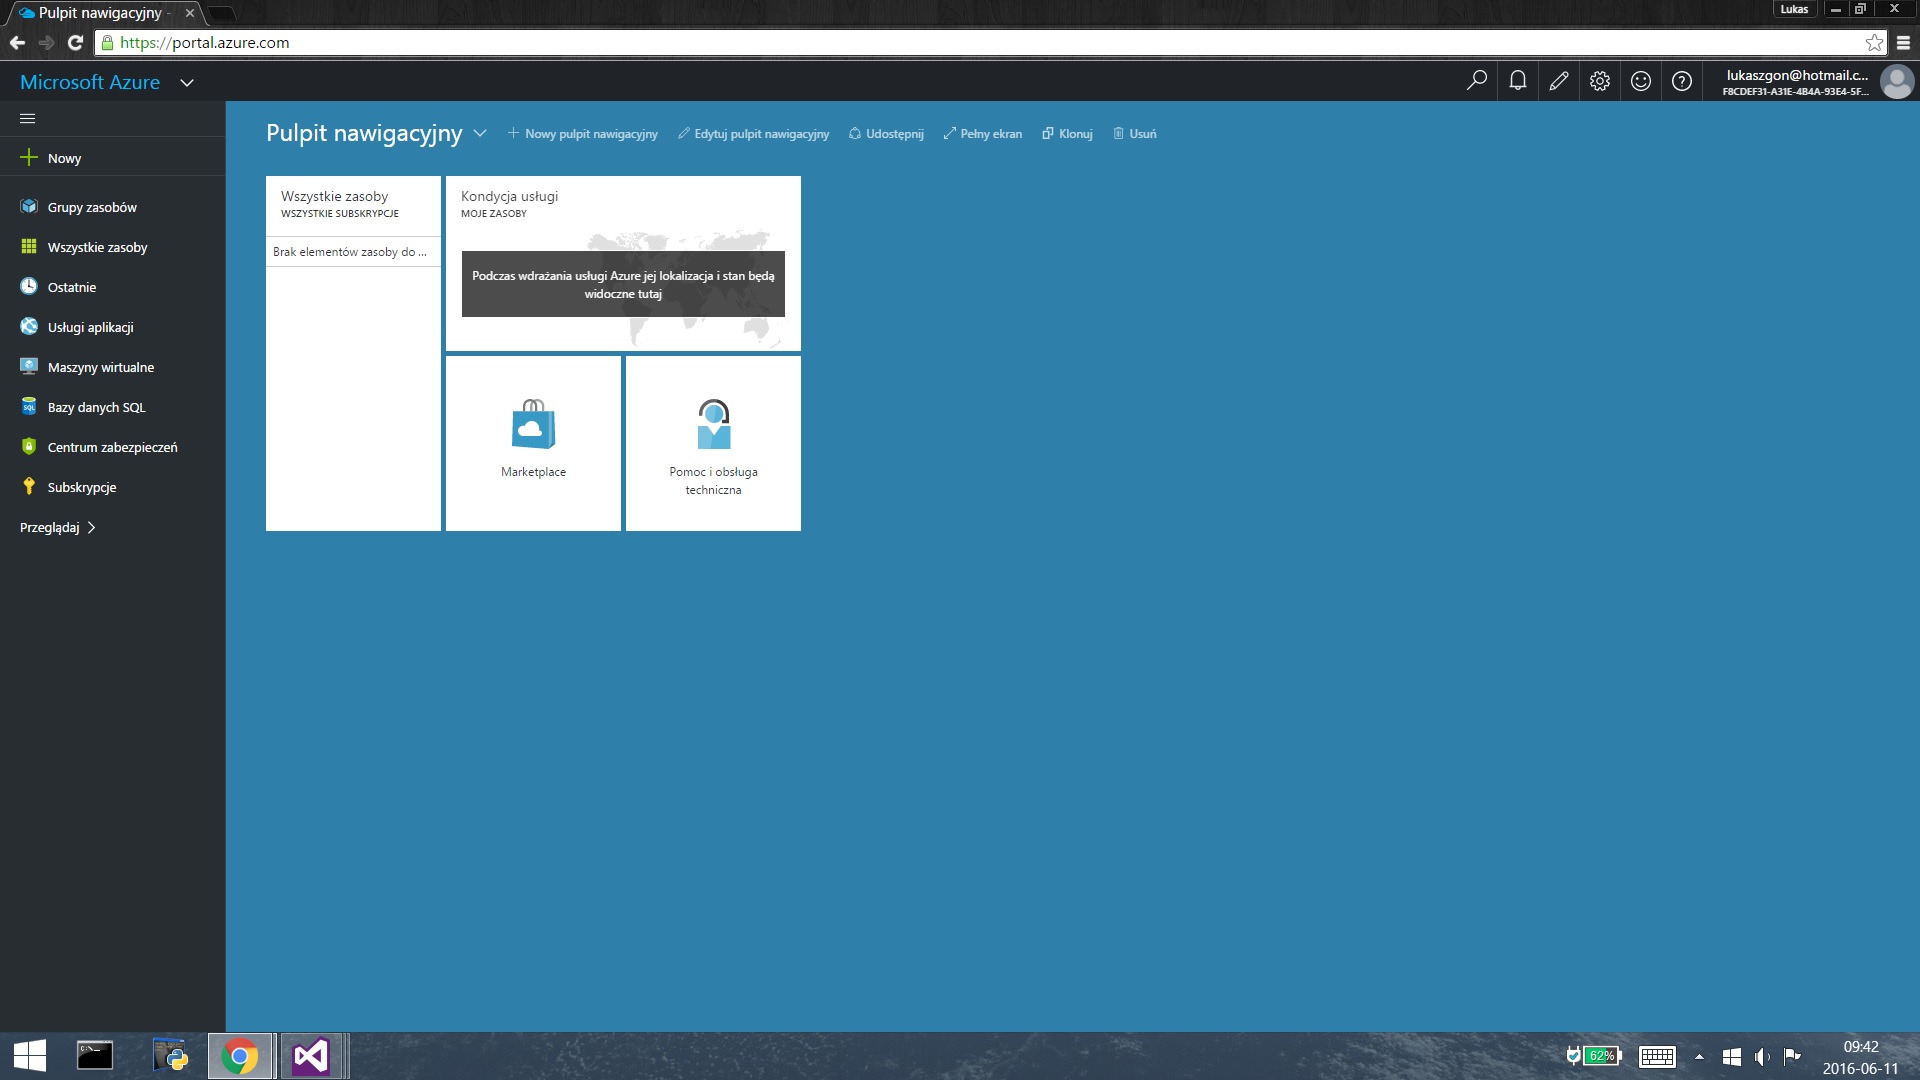 Pulpit nawigacyjny -
Lukas
https://portal.azure.com
Microsoft Azure
lukaszgon@hotmail.c...
F8CDEF31-A31E-4B4A-93E4-5F...
Pulpit nawigacyjny
Nowy pulpit nawigacyjny
Edytuj pulpit nawigacyjny
Udostępnij
Pełny ekran
Klonuj
Usuń
Nowy
Grupy zasobów
Wszystkie zasoby
Ostatnie
Usługi aplikacji
Maszyny wirtualne
SQL
Bazy danych SQL
Centrum zabezpieczeń
Subskrypcje
Przeglądaj
Wszystkie zasoby
WSZYSTKIE SUBSKRYPCJE
Brak elementów zasoby do ...
Kondycja usługi
MOJE ZASOBY
Podczas wdrażania usługi Azure jej lokalizacja i stan będą
widoczne tutaj
Marketplace
Pomoc i obsługa
techniczna
C:\_
62%
09:42
2016-06-11